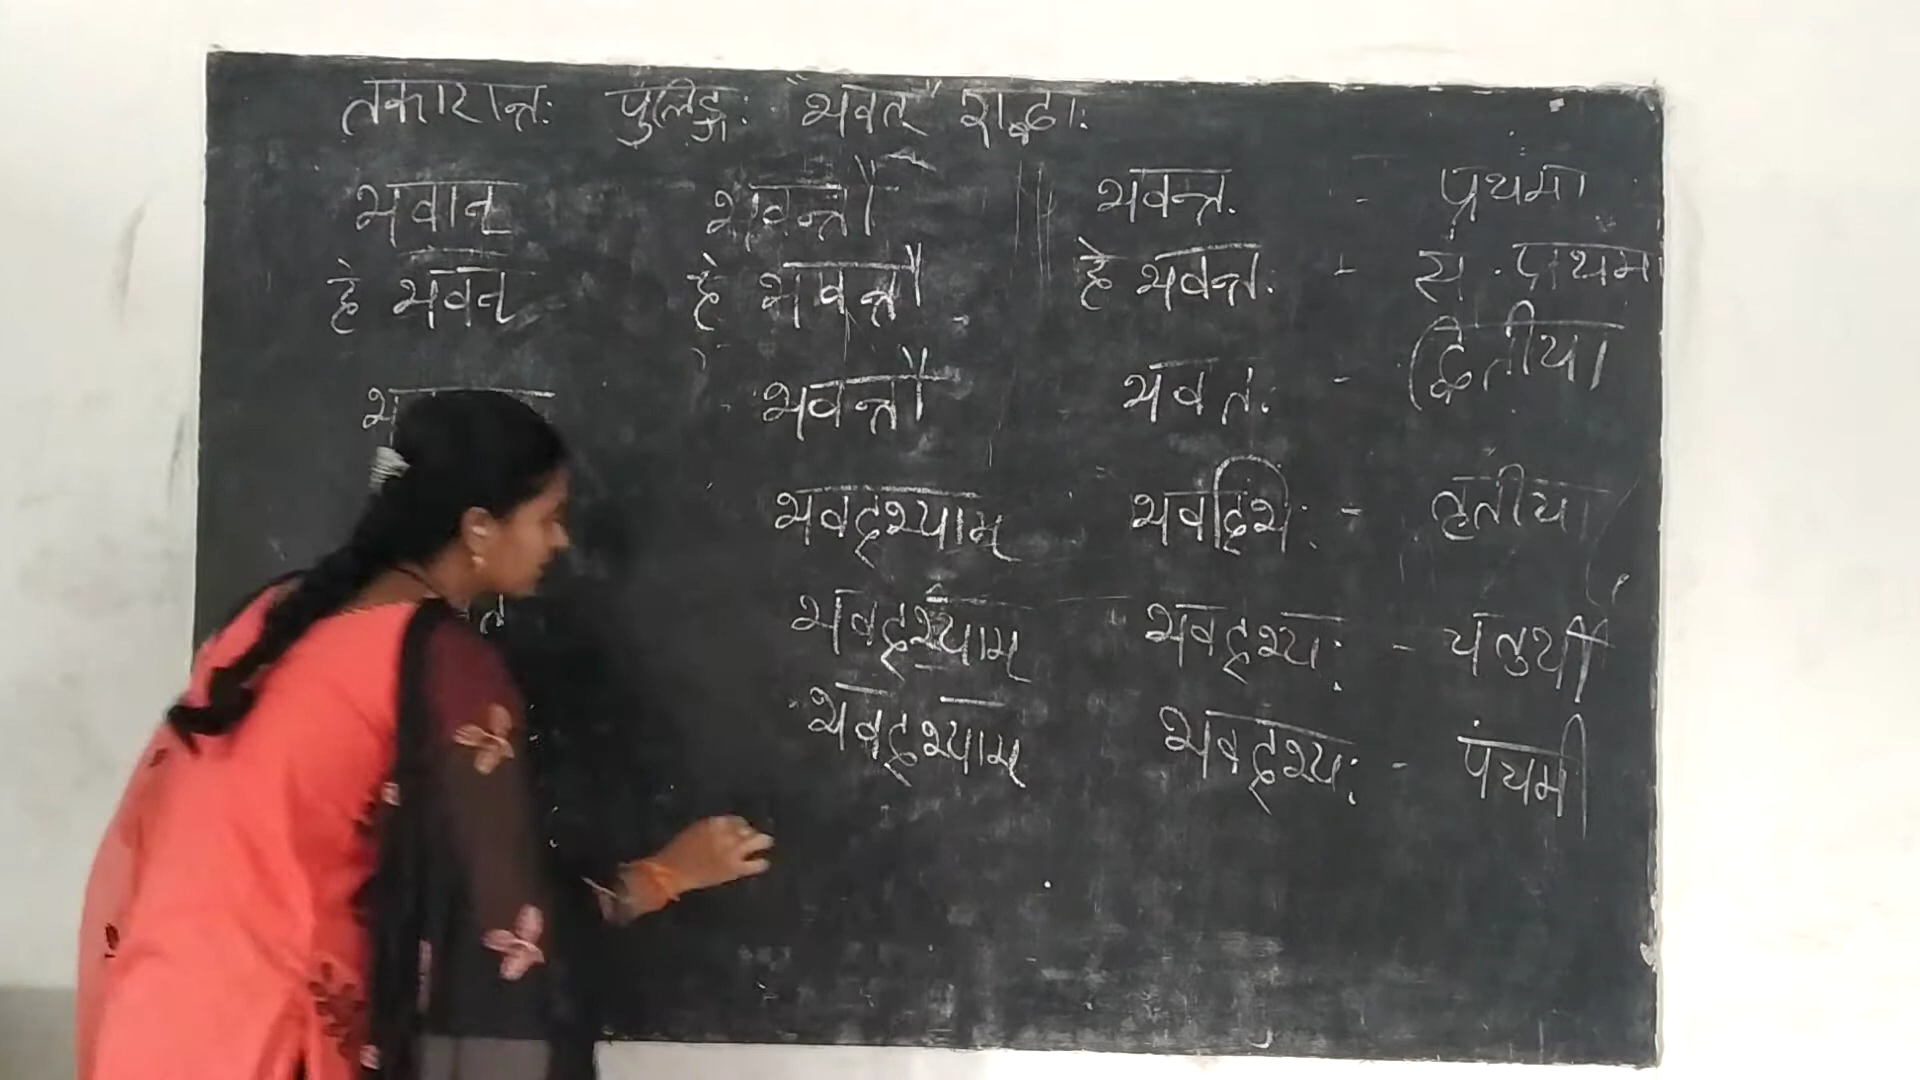 तकारान्तः पुलिङ्गः "भवत्" शब्दाः
भवान् भवन्तौ भवन्तः - प्रथमा
हे भवन् हे भवन्तौ हे भवन्तः - सं. प्रथमा
भवन्तौ भवतः - द्वितीया
भवद्भ्याम् भवद्भिः - तृतीया
भवद्भ्याम् भवद्भ्यः - चतुर्थी
भवद्भ्याम् भवद्भ्यः - पंचमी